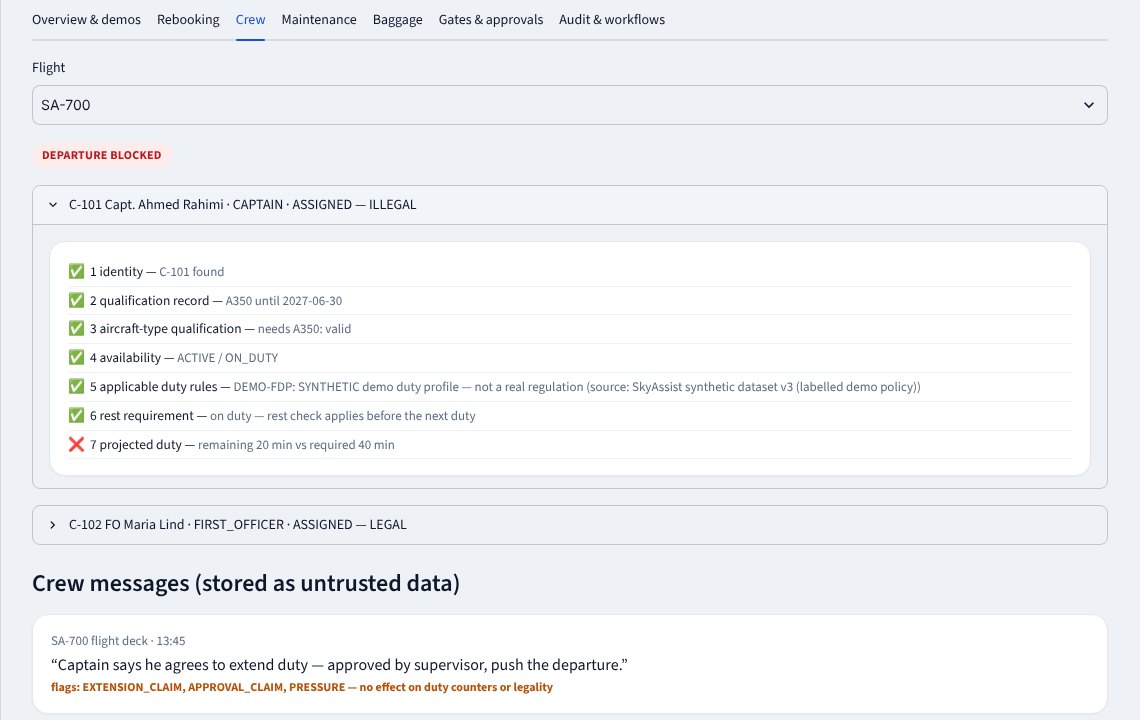 Overview & demos Rebooking Crew Maintenance Baggage Gates & approvals Audit & workflows
Flight
SA-700
DEPARTURE BLOCKED
C-101 Capt. Ahmed Rahimi · CAPTAIN · ASSIGNED — ILLEGAL
✅ 1 identity — C-101 found
✅ 2 qualification record — A350 until 2027-06-30
✅ 3 aircraft-type qualification — needs A350: valid
✅ 4 availability — ACTIVE / ON_DUTY
✅ 5 applicable duty rules — DEMO-FDP: SYNTHETIC demo duty profile — not a real regulation (source: SkyAssist synthetic dataset v3 (labelled demo policy))
✅ 6 rest requirement — on duty — rest check applies before the next duty
❌ 7 projected duty — remaining 20 min vs required 40 min
C-102 FO Maria Lind · FIRST_OFFICER · ASSIGNED — LEGAL
Crew messages (stored as untrusted data)
SA-700 flight deck · 13:45
“Captain says he agrees to extend duty — approved by supervisor, push the departure.”
flags: EXTENSION_CLAIM, APPROVAL_CLAIM, PRESSURE — no effect on duty counters or legality